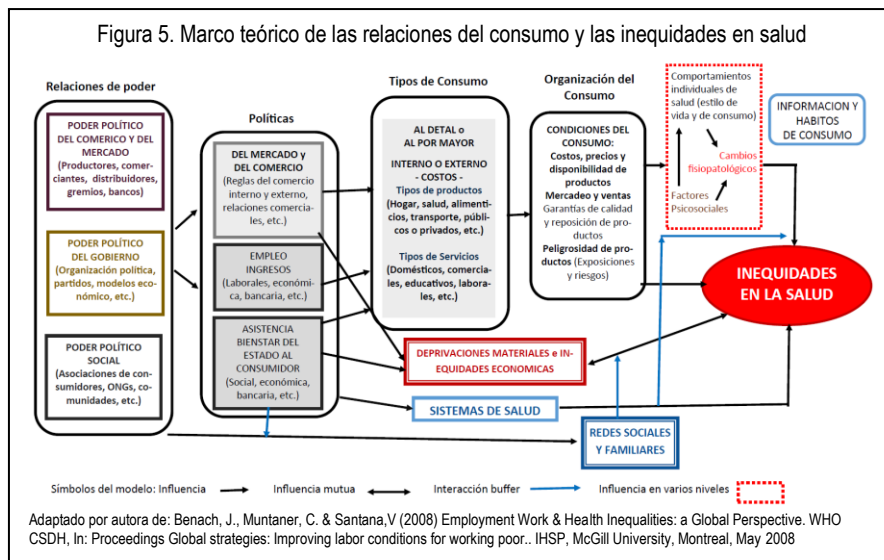 Figura 5. Marco teórico de las relaciones del consumo y las inequidades en salud
Relaciones de poder
PODER POLÍTICO
DEL COMERICO Y DEL
MERCADO
(Productores, comer-
ciantes, distribuidores,
gremios, bancos)
PODER POLÍTICO
DEL GOBIERNO
(Organización política,
partidos, modelos eco-
nómico, etc.)
PODER POLÍTICO
SOCIAL
(Asociaciones de con-
sumidores, ONGs, co-
munidades, etc.)
Políticas
DEL MERCADO y DEL
COMERCIO
(Reglas del comercio
interno y externo,
relaciones comercia-
les, etc.)
EMPLEO
INGRESOS
(Laborales, económi-
ca, bancaria, etc.)
ASISTENCIA
BIENSTAR DEL
ESTADO AL
CONSUMIDOR
(Social, económica,
bancaria, etc.)
Tipos de Consumo
AL DETAL o
AL POR MAYOR
INTERNO O EXTERNO
- COSTOS -
Tipos de productos
(Hogar, salud, alimenti-
cios, transporte, públi-
cos o privados, etc.)
Tipos de Servicios
(Domésticos, comercia-
les, educativos, labora-
les, etc.)
Organización del
Consumo
CONDICIONES DEL
CONSUMO:
Costos, precios y
disponibilidad de
productos
Mercadeo y ventas
Garantías de calidad
y reposición de pro-
ductos
Peligrosidad de pro-
ductos (Exposiciones y
riesgos)
Comportamientos
individuales de
salud (estilo de
vida y de consumo)
Cambios
fisiopatológicos
Factores
Psicosociales
INFORMACION Y
HABITOS
DE CONSUMO
INEQUIDADES
EN LA SALUD
DEPRIVACIONES MATERIALES e IN-
EQUIDADES ECONOMICAS
SISTEMAS DE SALUD
REDES SOCIALES
Y FAMILIARES
Símbolos del modelo: Influencia
Influencia mutua
Interacción buffer
Influencia en varios niveles
Adaptado por autora de: Benach, J., Muntaner, C. & Santana,V (2008) Employment Work & Health Inequalities: a Global Perspective. WHO
CSDH, In: Proceedings Global strategies: Improving labor conditions for working poor.. IHSP, McGill University, Montreal, May 2008